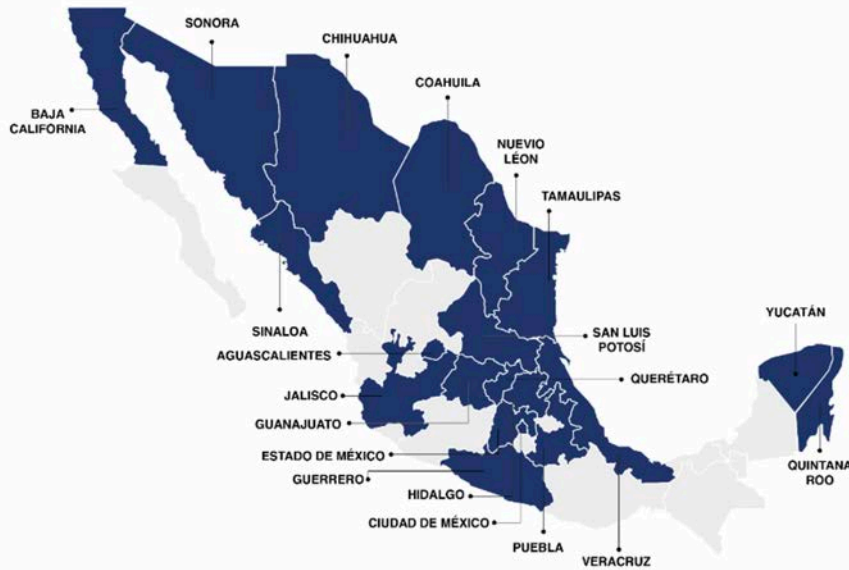 SONORA
CHIHUAHUA
COAHUILA
BAJA
CALIFÓRNIA
NUEVIO
LÉON
TAMAULIPAS
SINALOA
SAN LUIS
POTOSÍ
YUCATÁN
AGUASCALIENTES
QUERÉTARO
JALISCO
GUANAJUATO
ESTADO DE MÉXICO
GUERRERO
QUINTANA
ROO
HIDALGO
CIUDAD DE MÉXICO
PUEBLA
VERACRUZ